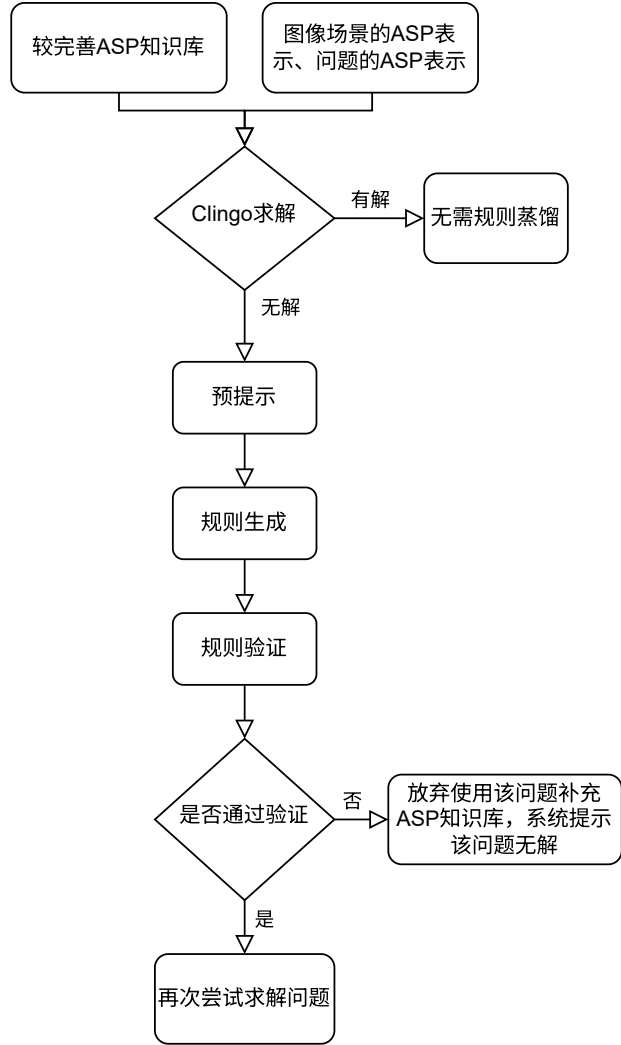 较完善ASP知识库
图像场景的ASP表
示、问题的ASP表示
Clingo求解
有解
无需规则蒸馏
无解
预提示
规则生成
规则验证
是否通过验证
否
放弃使用该问题补充
ASP知识库，系统提示
该问题无解
是
再次尝试求解问题